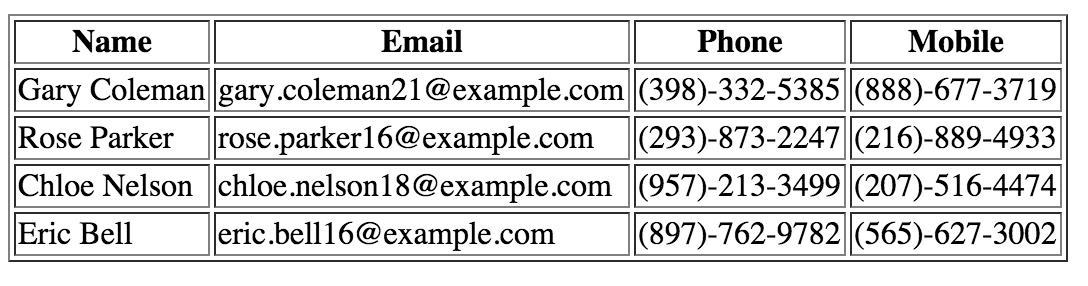 Name Email Phone Mobile
Gary Coleman gary.coleman21@example.com (398)-332-5385 (888)-677-3719
Rose Parker rose.parker16@example.com (293)-873-2247 (216)-889-4933
Chloe Nelson chloe.nelson18@example.com (957)-213-3499 (207)-516-4474
Eric Bell eric.bell16@example.com (897)-762-9782 (565)-627-3002